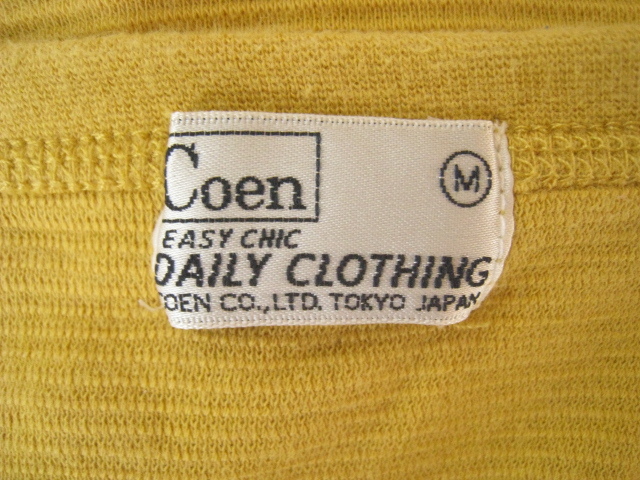 Coen
M
EASY CHIC
DAILY CLOTHING
COEN CO.,LTD. TOKYO JAPAN